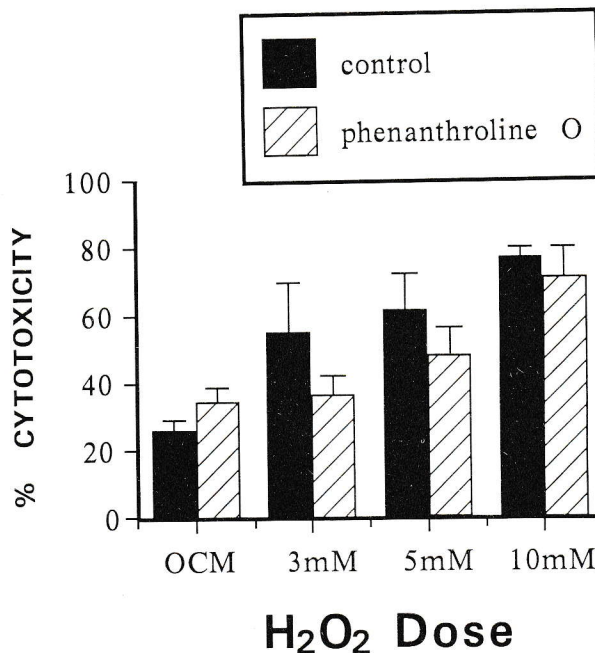 control
phenanthroline O
100
80
60
40
20
0
% CYTOTOXICITY
OCM 3mM 5mM 10mM
H₂O₂ Dose